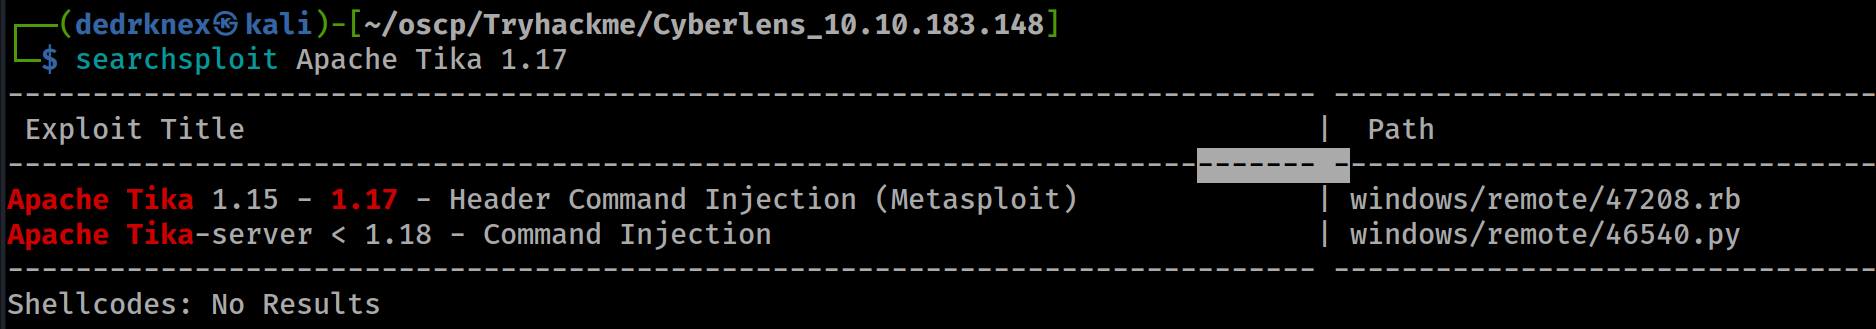 (dedrknex㉿kali)-[~/oscp/Tryhackme/Cyberlens_10.10.183.148]
$ searchsploit Apache Tika 1.17
Exploit Title | Path
Apache Tika 1.15 - 1.17 - Header Command Injection (Metasploit) | windows/remote/47208.rb
Apache Tika-server < 1.18 - Command Injection | windows/remote/46540.py
Shellcodes: No Results